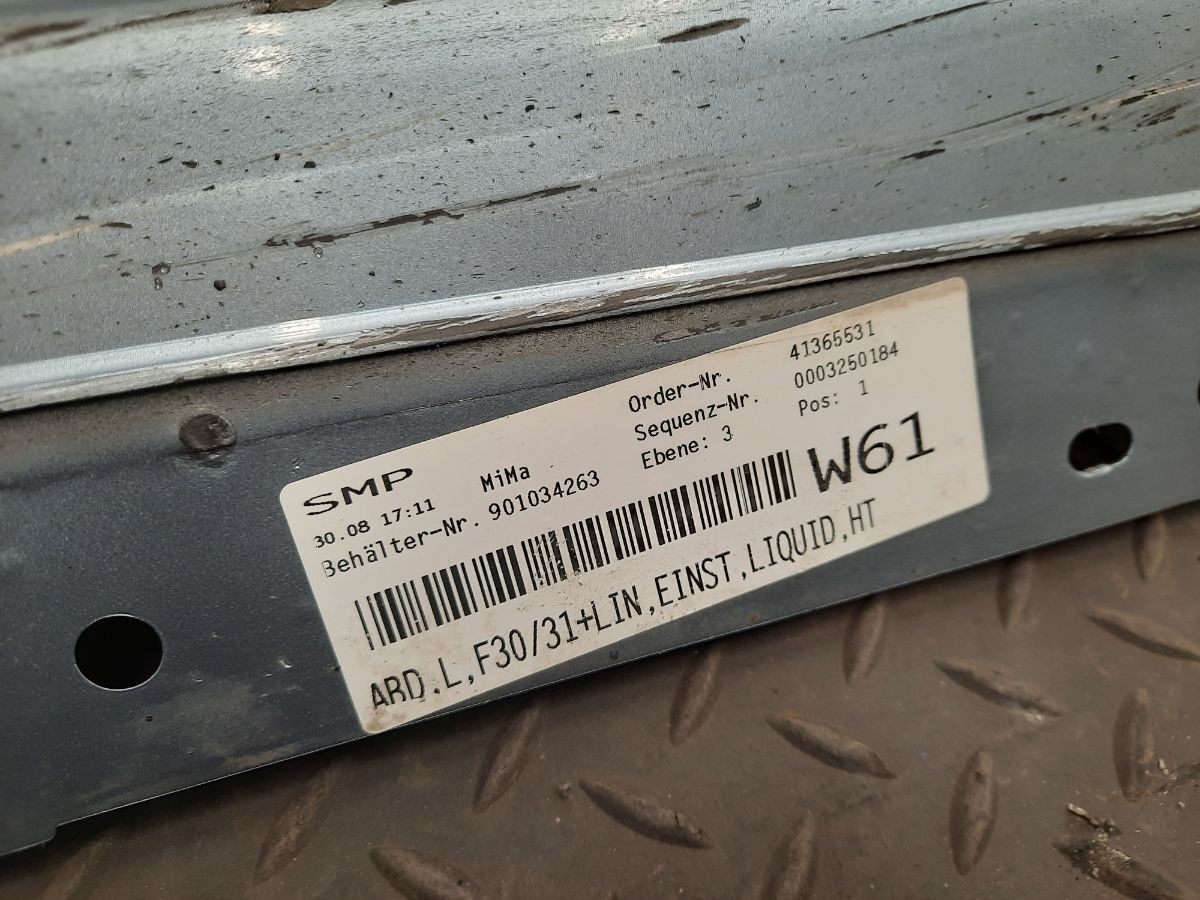 SMP
30.08 17:11 MiMa
Behälter-Nr. 901034263
Order-Nr. 41365531
Sequenz-Nr. 0003250184
Ebene: 3 Pos: 1
W61
ABD.L,F30/31+LIN,EINST,LIQUID,HT